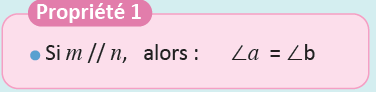 Propriété 1
• Si m // n, alors : ∠a = ∠b